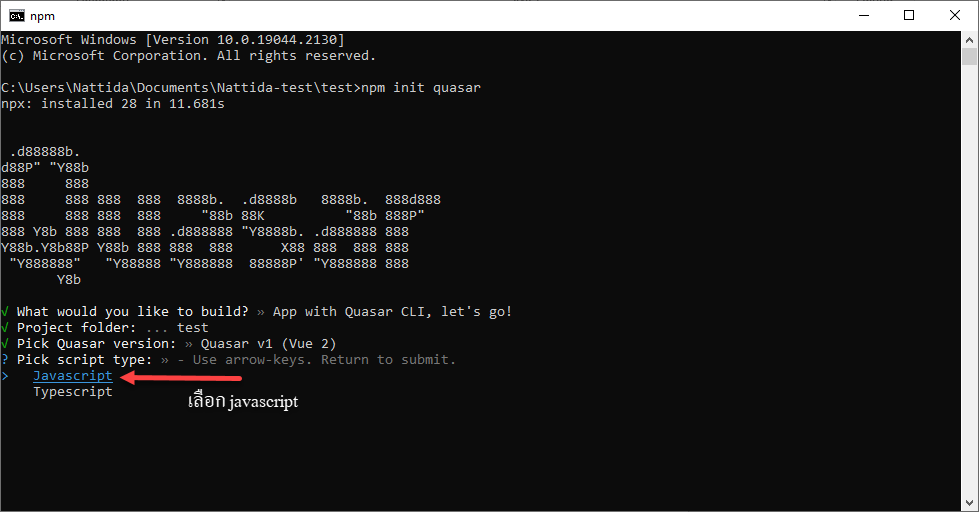 npm
Microsoft Windows [Version 10.0.19044.2130]
(c) Microsoft Corporation. All rights reserved.
C:\Users\Nattida\Documents\Nattida-test\test>npm init quasar
npx: installed 28 in 11.681s
 .d88888b.
d88P" "Y88b
888     888
888     888 888  888  8888b.  .d8888b   8888b.  888d888
888     888 888  888     "88b 88K          "88b 888P"
888 Y8b 888 888  888 .d888888 "Y8888b. .d888888 888
Y88b.Y8b88P Y88b 888 888  888      X88 888  888 888
 "Y888888"   "Y88888 "Y888888  88888P' "Y888888 888
       Y8b
√ What would you like to build? » App with Quasar CLI, let's go!
√ Project folder: ... test
√ Pick Quasar version: » Quasar v1 (Vue 2)
? Pick script type: » - Use arrow-keys. Return to submit.
>   Javascript
    Typescript
เลือก javascript